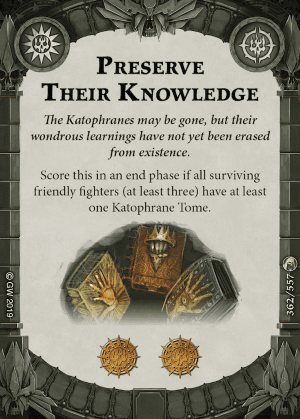 PRESERVE
THEIR KNOWLEDGE
The Katophranes may be gone, but their
wondrous learnings have not yet been erased
from existence.
Score this in an end phase if all surviving
friendly fighters (at least three) have at least
one Katophrane Tome.
© GW 2019
362/557